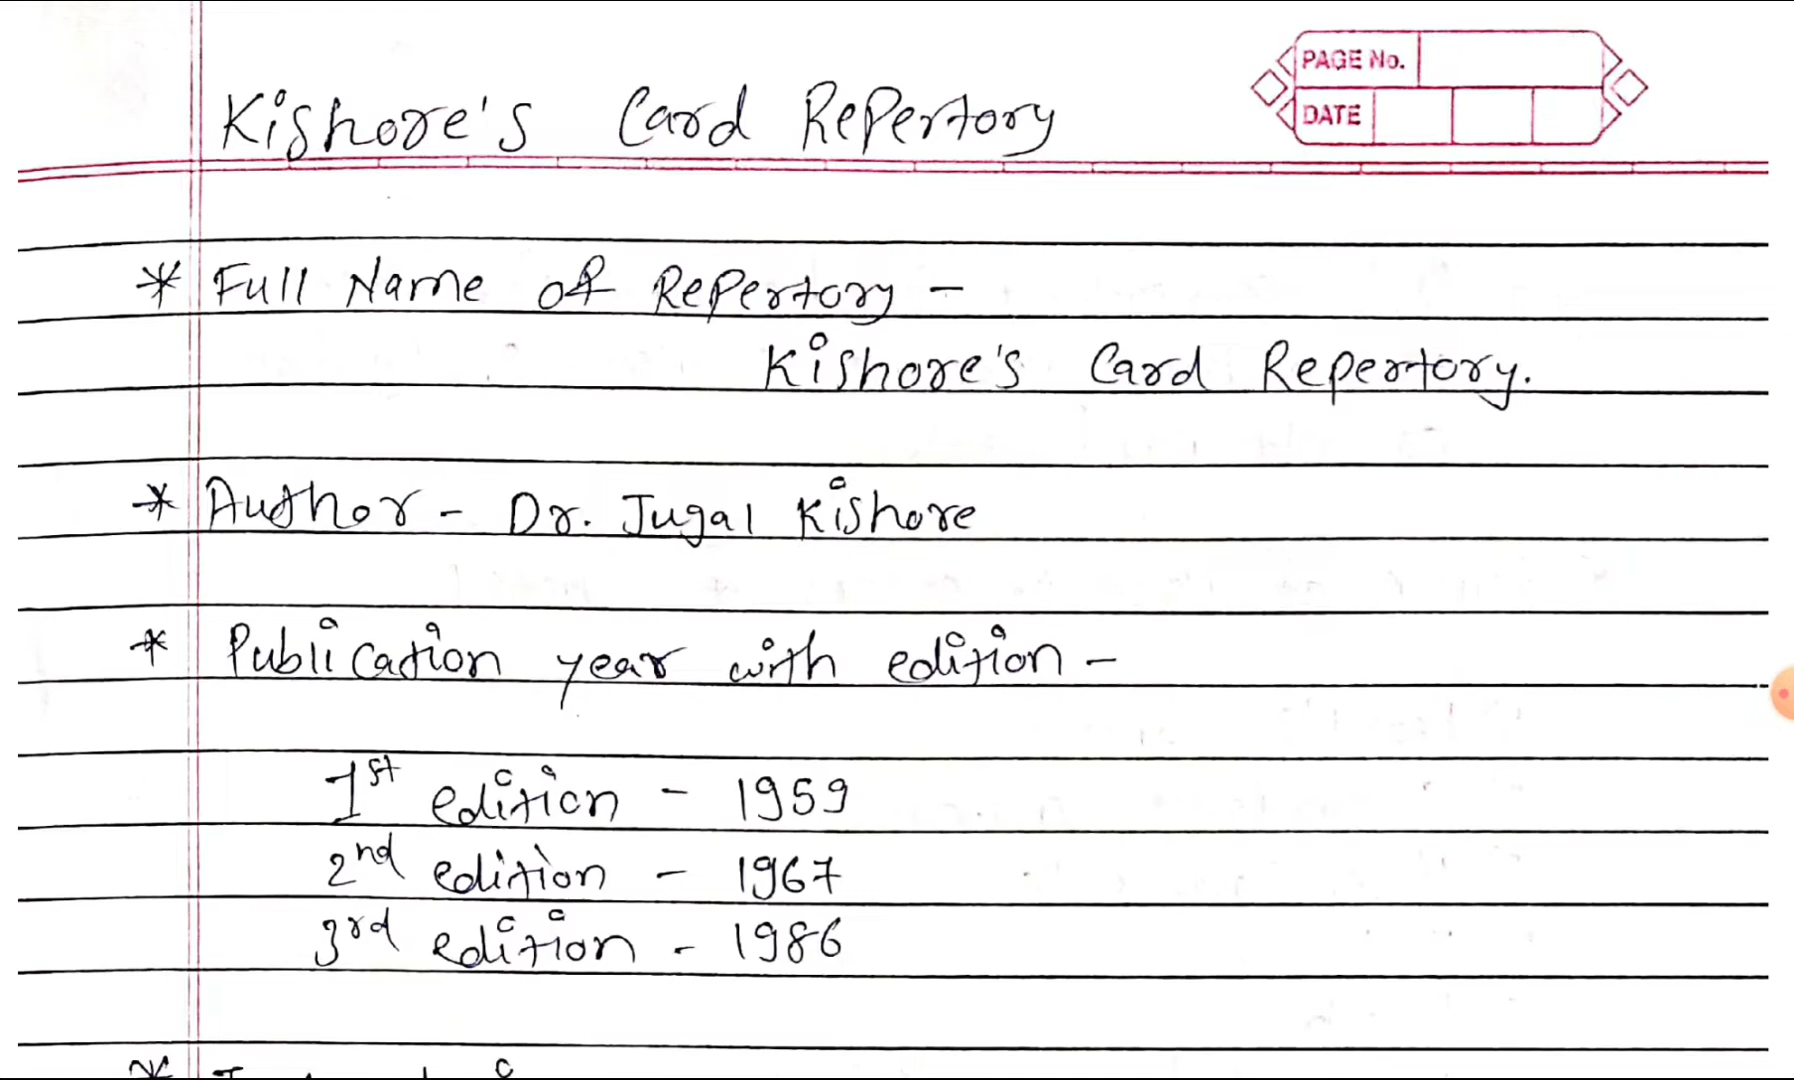 PAGE No.
DATE
Kishore's Card Repertory
* Full Name of Repertory -
Kishore's Card Repertory.
* Author - Dr. Jugal Kishore
* Publication year with edition -
1st edition - 1959
2nd edition - 1967
3rd edition - 1986